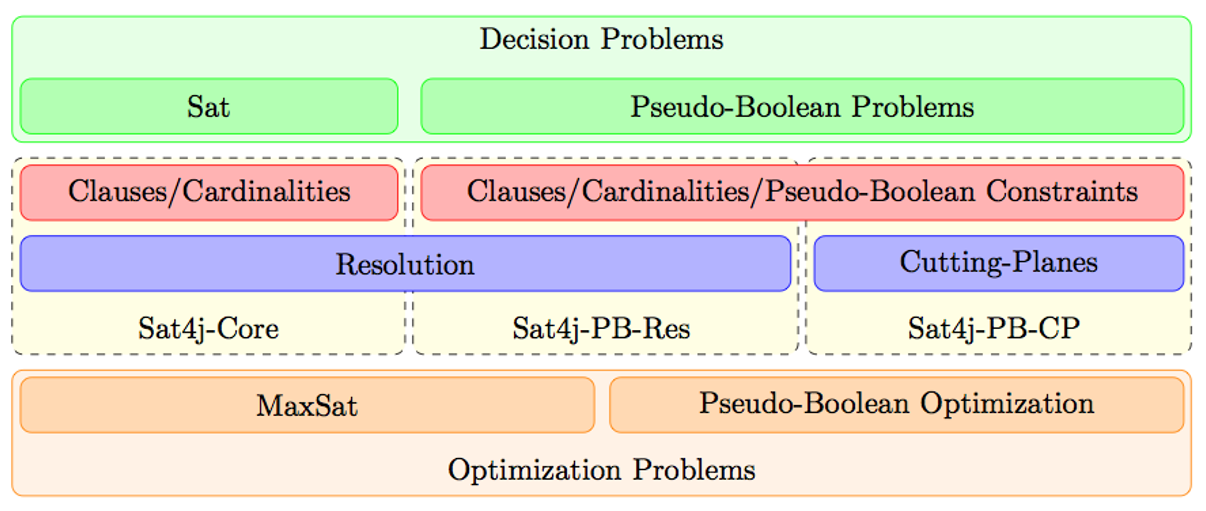 Decision Problems
Sat
Pseudo-Boolean Problems
Clauses/Cardinalities
Clauses/Cardinalities/Pseudo-Boolean Constraints
Resolution
Cutting-Planes
Sat4j-Core
Sat4j-PB-Res
Sat4j-PB-CP
MaxSat
Pseudo-Boolean Optimization
Optimization Problems